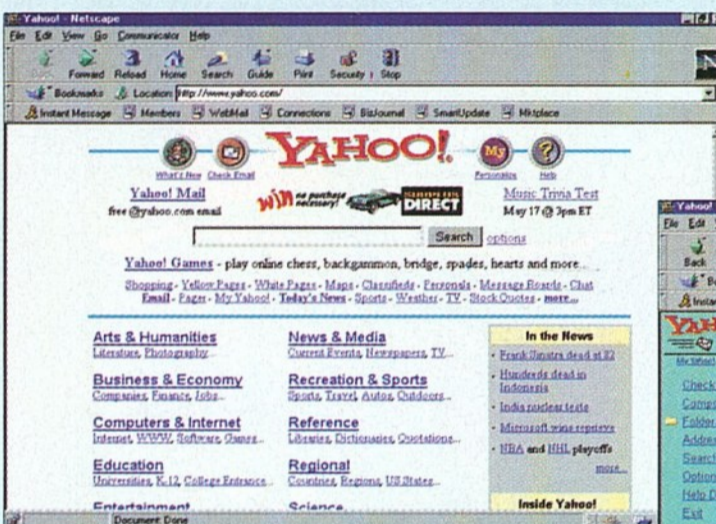 Yahoo! - Netscape
File Edit View Go Communicator Help
Back Forward Reload Home Search Guide Print Security Stop
Bookmarks Location: http://www.yahoo.com/
Instant Message Members WebMail Connections BizJournal SmartUpdate Mktplace
What's New Check Email YAHOO! My Personalize Help
Yahoo! Mail
free @yahoo.com email
win no purchase necessary! DIRECT
Music Trivia Test
May 17 @ 3pm ET
Search options
Yahoo! Games - play online chess, backgammon, bridge, spades, hearts and more...
Shopping - Yellow Pages - White Pages - Maps - Classifieds - Personals - Message Boards - Chat
Email - Pager - My Yahoo! - Today's News - Sports - Weather - TV - Stock Quotes - more...
Arts & Humanities
Literature, Photography...
Business & Economy
Companies, Finance, Jobs...
Computers & Internet
Internet, WWW, Software, Games...
Education
Universities, K-12, College Entrance...
Entertainment
News & Media
Current Events, Newspapers, TV...
Recreation & Sports
Sports, Travel, Autos, Outdoors...
Reference
Libraries, Dictionaries, Quotations...
Regional
Countries, Regions, US States...
Science
In the News
Frank Sinatra dead at 82
Hundreds dead in
Indonesia
India nuclear tests
Microsoft wins reprieve
NBA and NHL playoffs
more...
Inside Yahoo!
Document: Done
Yahoo!
File Edit
Back
Check
Folder
Search
Help D
Exit